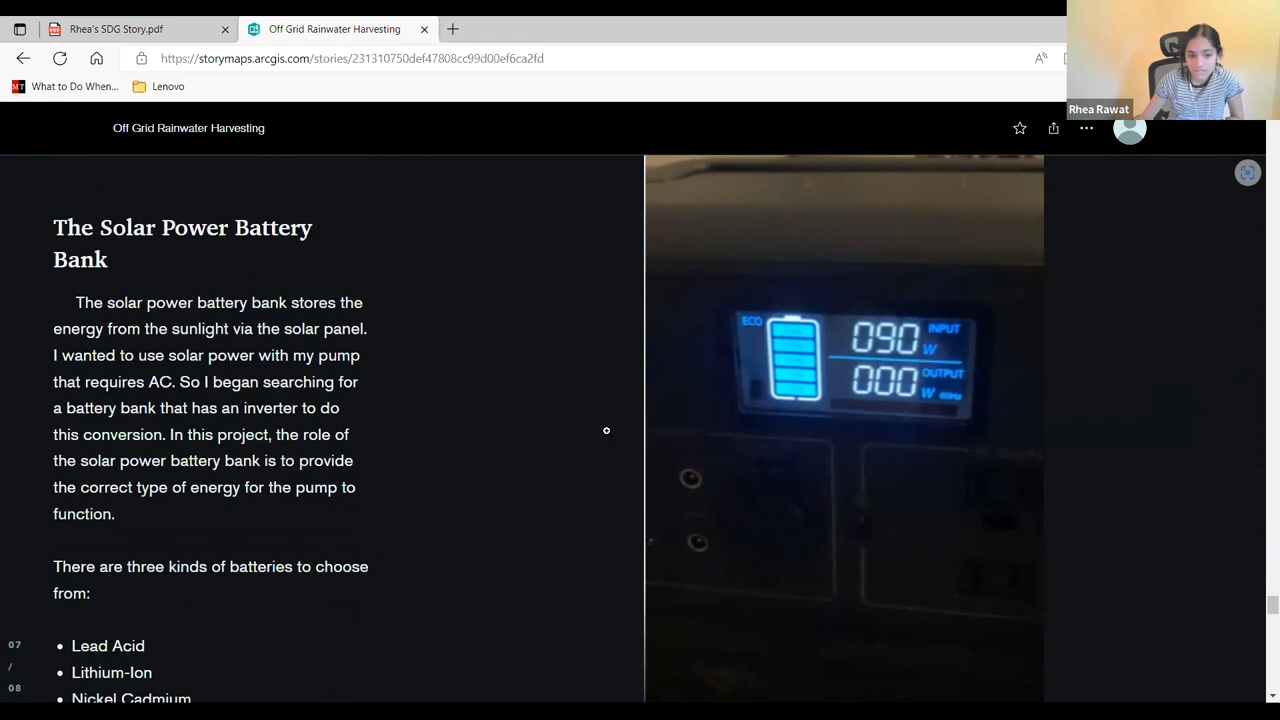 Rhea's SDG Story.pdf
Off Grid Rainwater Harvesting
https://storymaps.arcgis.com/stories/231310750def47808cc99d00ef6ca2fd
What to Do When...
Lenovo
Rhea Rawat
Off Grid Rainwater Harvesting
The Solar Power Battery
Bank
The solar power battery bank stores the
energy from the sunlight via the solar panel.
I wanted to use solar power with my pump
that requires AC. So I began searching for
a battery bank that has an inverter to do
this conversion. In this project, the role of
the solar power battery bank is to provide
the correct type of energy for the pump to
function.
There are three kinds of batteries to choose
from:
Lead Acid
Lithium-Ion
Nickel Cadmium
07
/
08
ECO
090 INPUT
W
000 OUTPUT
W 60Hz